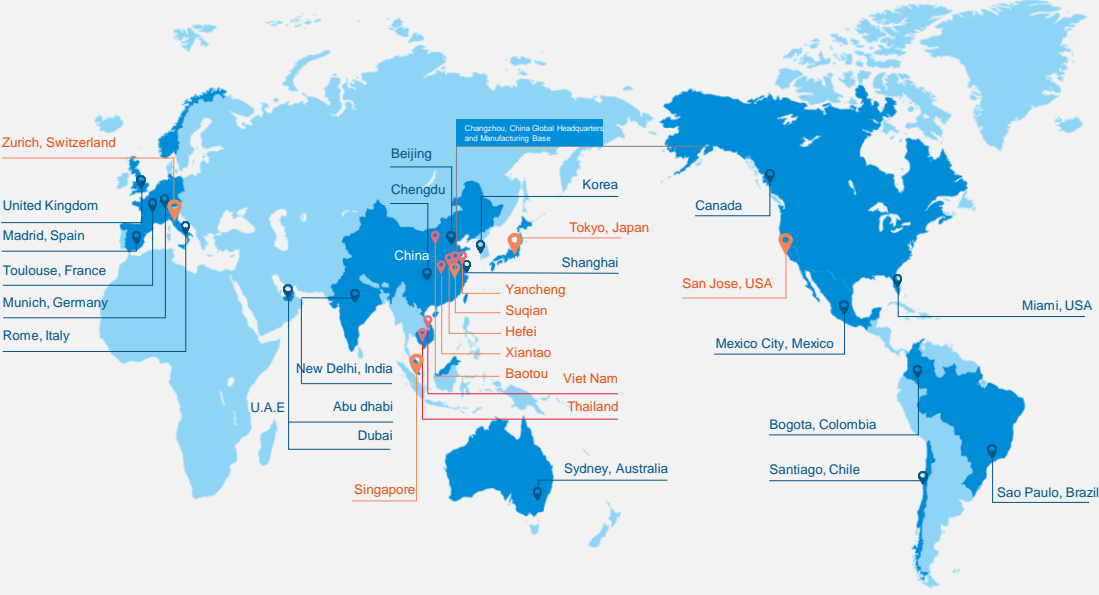 Changzhou, China Global Headquarters
and Manufacturing Base
Zurich, Switzerland
Beijing
Korea
Chengdu
United Kingdom
Canada
Madrid, Spain
Tokyo, Japan
China
Shanghai
Toulouse, France
San Jose, USA
Yancheng
Munich, Germany
Suqian
Miami, USA
Rome, Italy
Hefei
Mexico City, Mexico
Xiantao
New Delhi, India
Baotou
Viet Nam
U.A.E
Abu dhabi
Thailand
Dubai
Bogota, Colombia
Sydney, Australia
Santiago, Chile
Singapore
Sao Paulo, Brazil